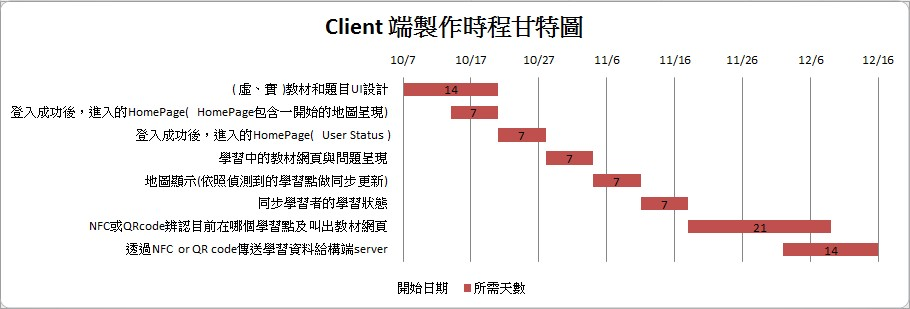 Client 端製作時程甘特圖
10/7 10/17 10/27 11/6 11/16 11/26 12/6 12/16
(虛、實)教材和題目UI設計 14
登入成功後，進入的HomePage( HomePage包含一開始的地圖呈現) 7
登入成功後，進入的HomePage( User Status ) 7
學習中的教材網頁與問題呈現 7
地圖顯示(依照偵測到的學習點做同步更新) 7
同步學習者的學習狀態 7
NFC或QRcode辨認目前在哪個學習點及叫出教材網頁 21
透過NFC or QR code傳送學習資料給構端server 14
開始日期 所需天數